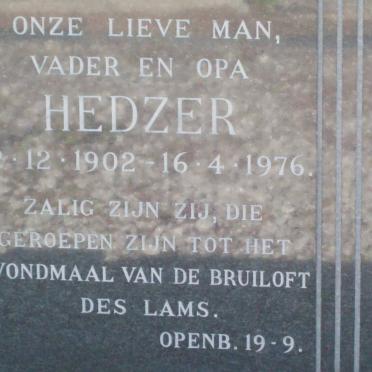 ONZE LIEVE MAN,
VADER EN OPA
HEDZER
2·12·1902-16·4·1976.
ZALIG ZIJN ZIJ, DIE
GEROEPEN ZIJN TOT HET
VONDMAAL VAN DE BRUILOFT
DES LAMS.
OPENB. 19-9.